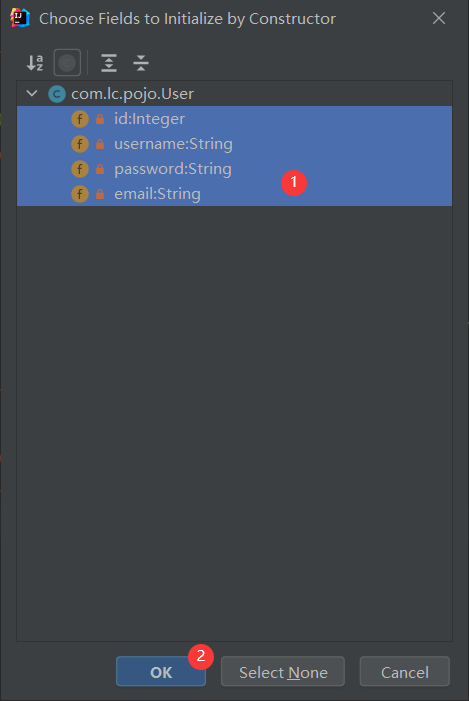 Choose Fields to Initialize by Constructor
com.lc.pojo.User
id:Integer
username:String
password:String
email:String
1
2
OK Select None Cancel